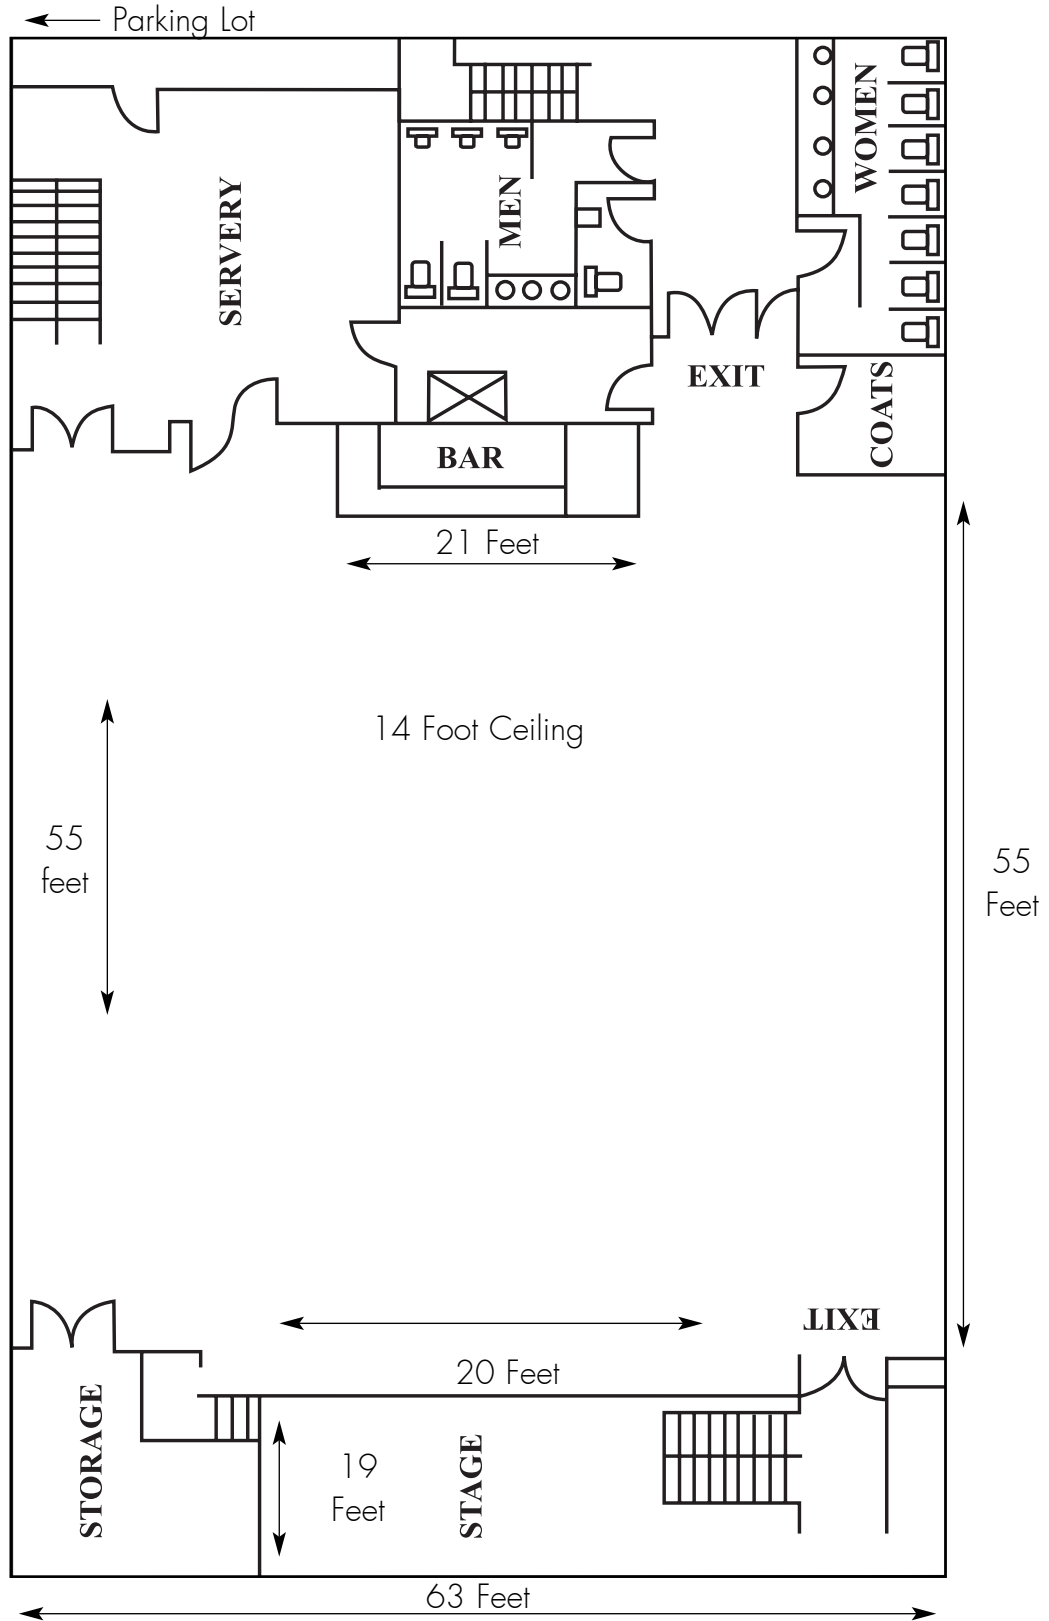 Parking Lot
WOMEN
MEN
SERVERY
EXIT
COATS
BAR
21 Feet
14 Foot Ceiling
55
feet
55
Feet
EXIT
20 Feet
STORAGE
19
Feet
STAGE
63 Feet